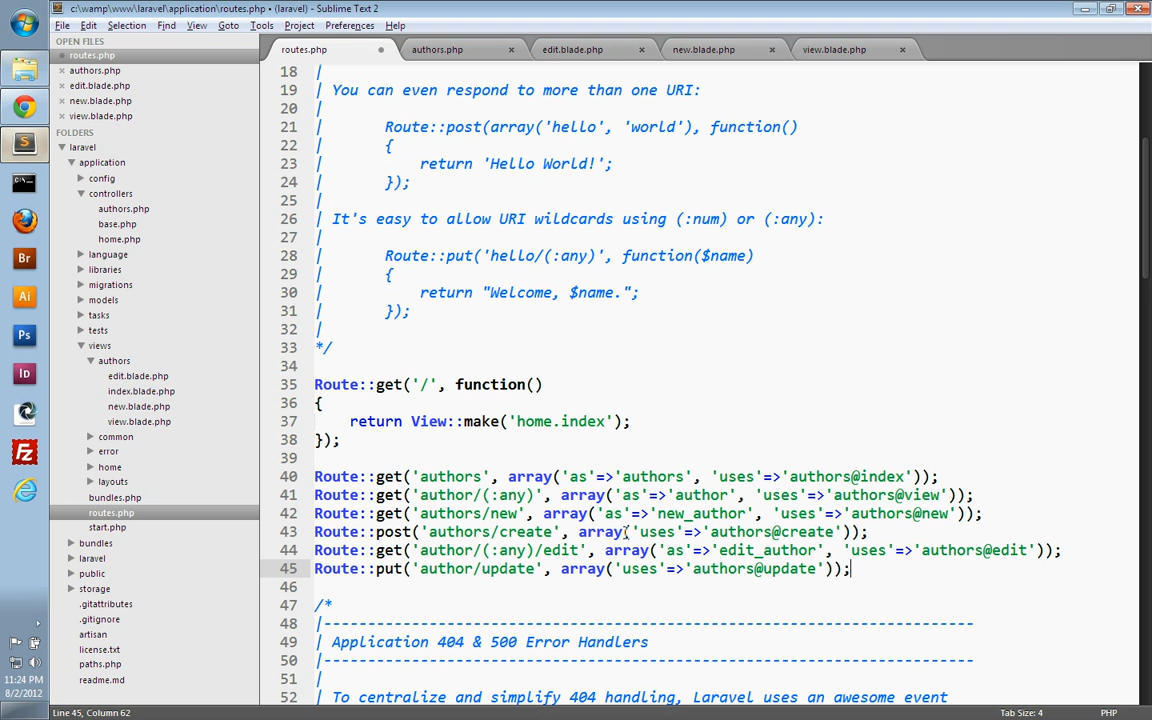 c:\wamp\www\laravel\application\routes.php • (laravel) - Sublime Text 2
File Edit Selection Find View Goto Tools Project Preferences Help
OPEN FILES
routes.php
authors.php
edit.blade.php
new.blade.php
view.blade.php
FOLDERS
laravel
application
config
controllers
authors.php
base.php
home.php
language
libraries
migrations
models
tasks
tests
views
authors
edit.blade.php
index.blade.php
new.blade.php
view.blade.php
common
error
home
layouts
bundles.php
routes.php
start.php
bundles
laravel
public
storage
.gitattributes
.gitignore
artisan
license.txt
paths.php
readme.md
routes.php authors.php edit.blade.php new.blade.php view.blade.php
18 |
19 | You can even respond to more than one URI:
20 |
21 | Route::post(array('hello', 'world'), function()
22 | {
23 | return 'Hello World!';
24 | });
25 |
26 | It's easy to allow URI wildcards using (:num) or (:any):
27 |
28 | Route::put('hello/(:any)', function($name)
29 | {
30 | return "Welcome, $name.";
31 | });
32 |
33 */
34
35 Route::get('/', function()
36 {
37 return View::make('home.index');
38 });
39
40 Route::get('authors', array('as'=>'authors', 'uses'=>'authors@index'));
41 Route::get('author/(:any)', array('as'=>'author', 'uses'=>'authors@view'));
42 Route::get('authors/new', array('as'=>'new_author', 'uses'=>'authors@new'));
43 Route::post('authors/create', array('uses'=>'authors@create'));
44 Route::get('author/(:any)/edit', array('as'=>'edit_author', 'uses'=>'authors@edit'));
45 Route::put('author/update', array('uses'=>'authors@update'));
46
47 /*
48 |--------------------------------------------------------------------------
49 | Application 404 & 500 Error Handlers
50 |--------------------------------------------------------------------------
51 |
52 | To centralize and simplify 404 handling, Laravel uses an awesome event
Br
Ai
Ps
Id
Fz
11:24 PM
8/2/2012
Line 45, Column 62
Tab Size: 4 PHP